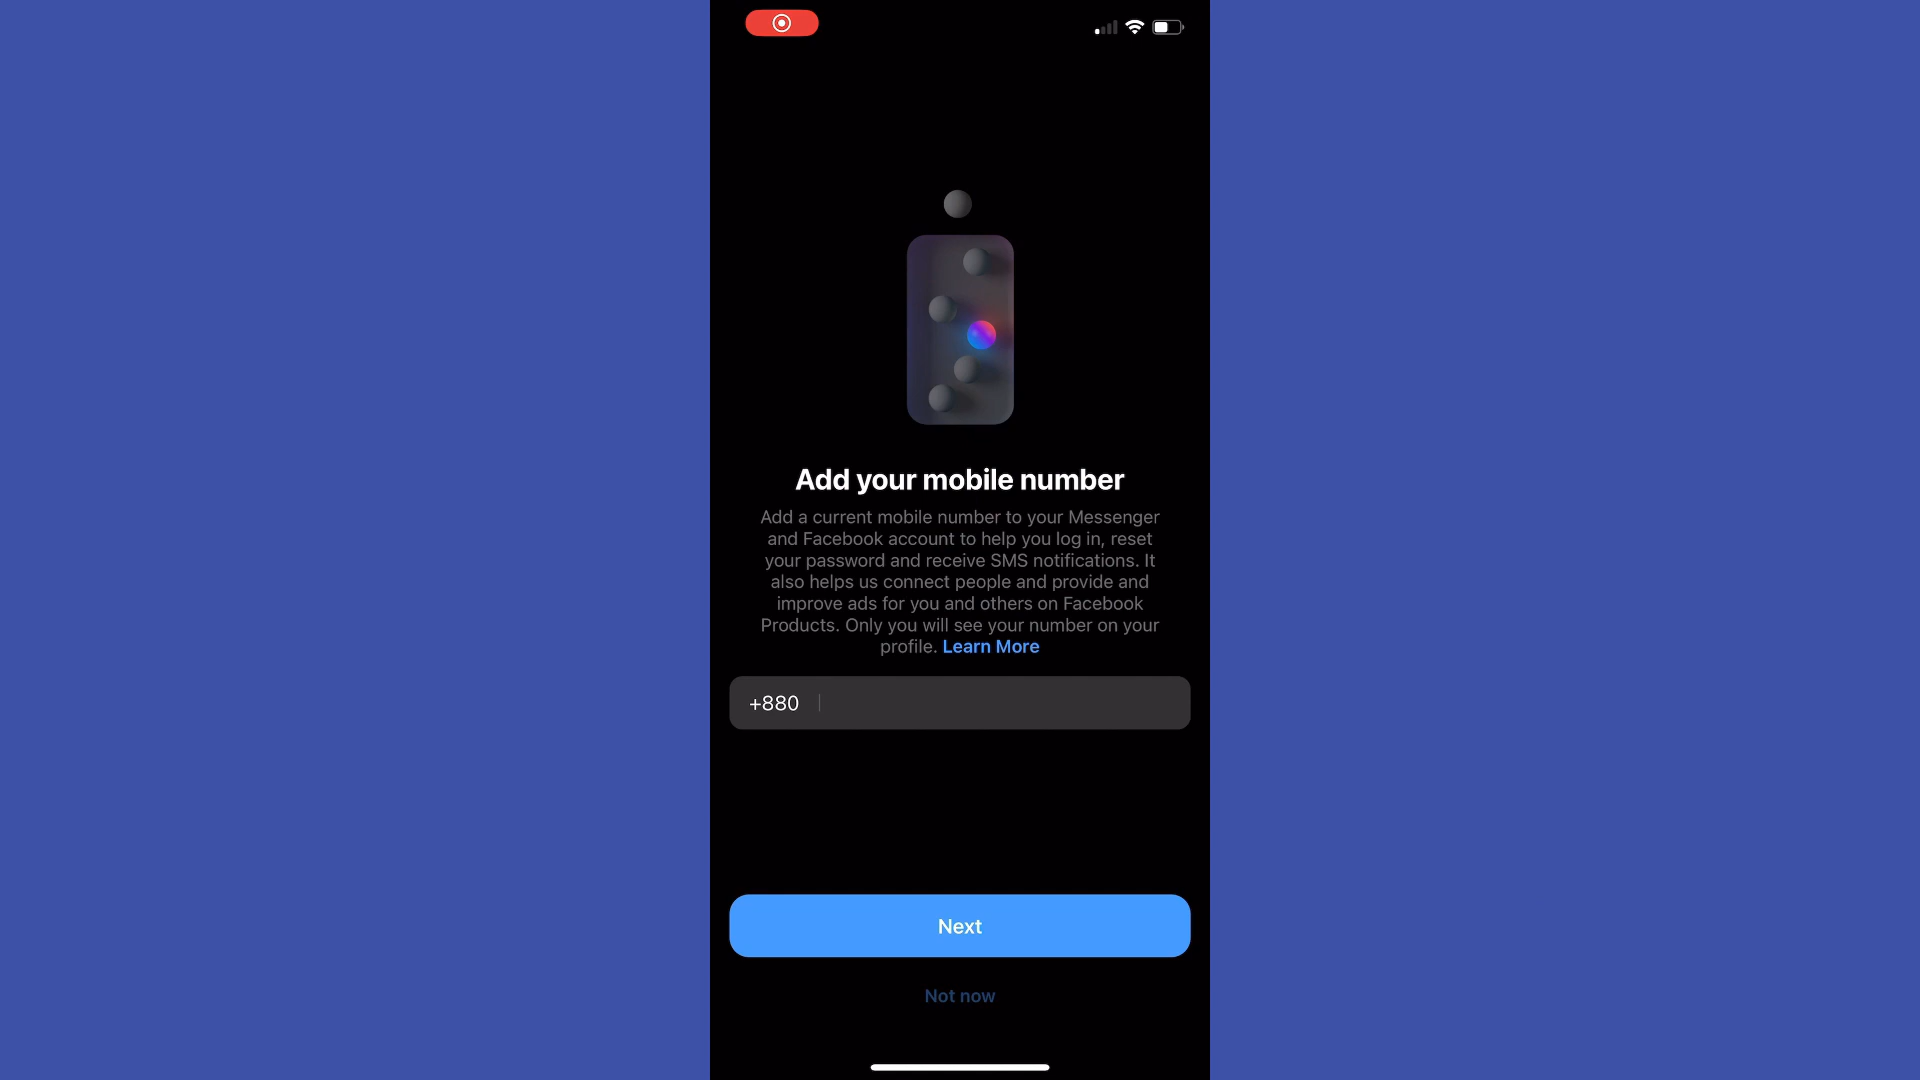 Add your mobile number
Add a current mobile number to your Messenger
and Facebook account to help you log in, reset
your password and receive SMS notifications. It
also helps us connect people and provide and
improve ads for you and others on Facebook
Products. Only you will see your number on your
profile. Learn More
+880
Next
Not now